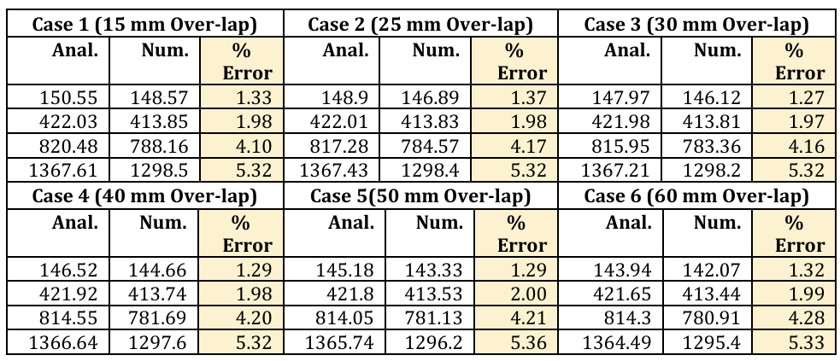 Case 1 (15 mm Over-lap) Case 2 (25 mm Over-lap) Case 3 (30 mm Over-lap)
Anal. Num. % Anal. Num. % Anal. Num. %
Error Error Error
150.55 148.57 1.33 148.9 146.89 1.37 147.97 146.12 1.27
422.03 413.85 1.98 422.01 413.83 1.98 421.98 413.81 1.97
820.48 788.16 4.10 817.28 784.57 4.17 815.95 783.36 4.16
1367.61 1298.5 5.32 1367.43 1298.4 5.32 1367.21 1298.2 5.32
Case 4 (40 mm Over-lap) Case 5(50 mm Over-lap) Case 6 (60 mm Over-lap)
Anal. Num. % Anal. Num. % Anal. Num. %
Error Error Error
146.52 144.66 1.29 145.18 143.33 1.29 143.94 142.07 1.32
421.92 413.74 1.98 421.8 413.53 2.00 421.65 413.44 1.99
814.55 781.69 4.20 814.05 781.13 4.21 814.3 780.91 4.28
1366.64 1297.6 5.32 1365.74 1296.2 5.36 1364.49 1295.4 5.33